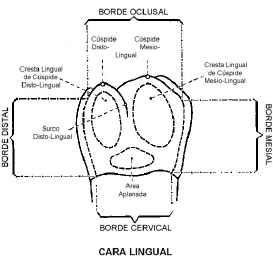 BORDE OCLUSAL
Cúspide
Disto-
Cúspide
Mesio-
Lingual
Cresta Lingual
de Cúspide
Disto-Lingual
Cresta Lingual
de Cúspide
Mesio-Lingual
Surco
Disto-Lingual
BORDE DISTAL
BORDE MESIAL
Area
Aplanada
BORDE CERVICAL
CARA LINGUAL